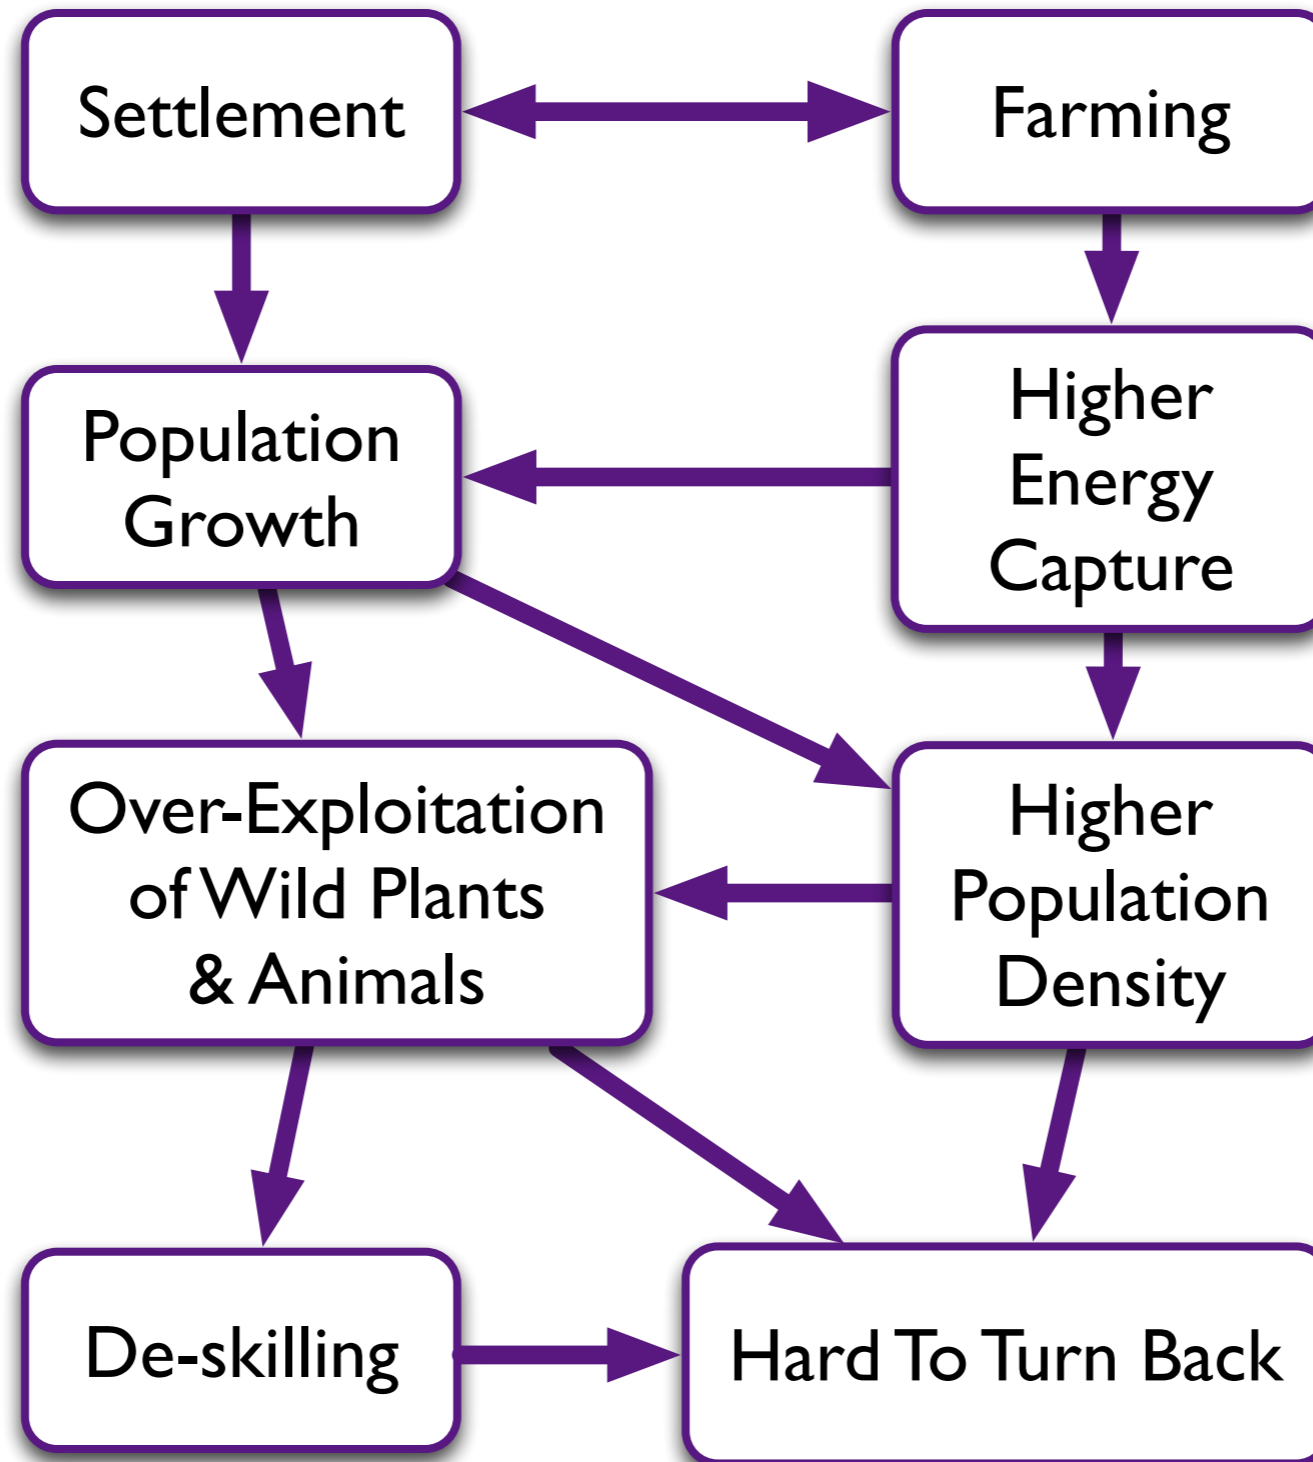 Settlement
Farming
Population
Growth
Higher
Energy
Capture
Over-Exploitation
of Wild Plants
& Animals
Higher
Population
Density
De-skilling
Hard To Turn Back